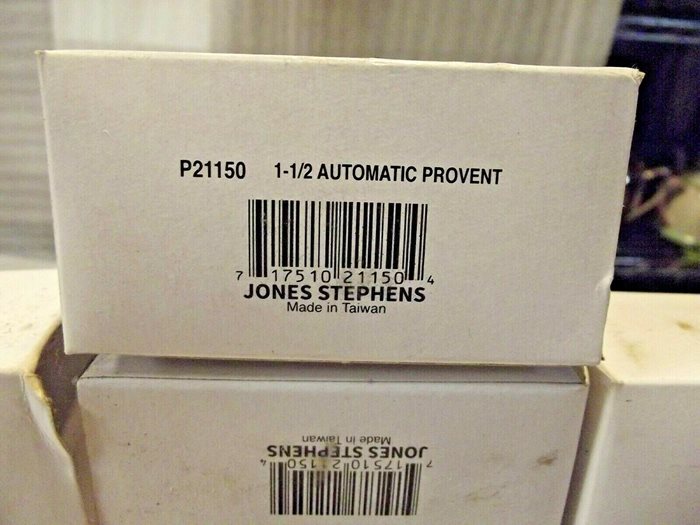 P21150 1-1/2 AUTOMATIC PROVENT
7 17510 21150 4
JONES STEPHENS
Made in Taiwan
Made in Taiwan
JONES STEPHENS
7 17510 21150 4